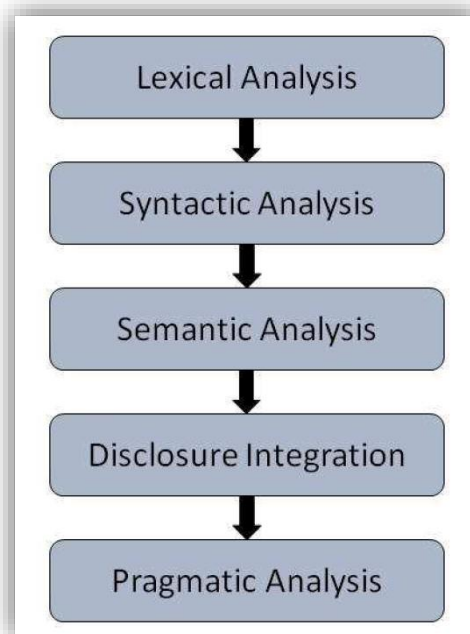 Lexical Analysis
Syntactic Analysis
Semantic Analysis
Disclosure Integration
Pragmatic Analysis